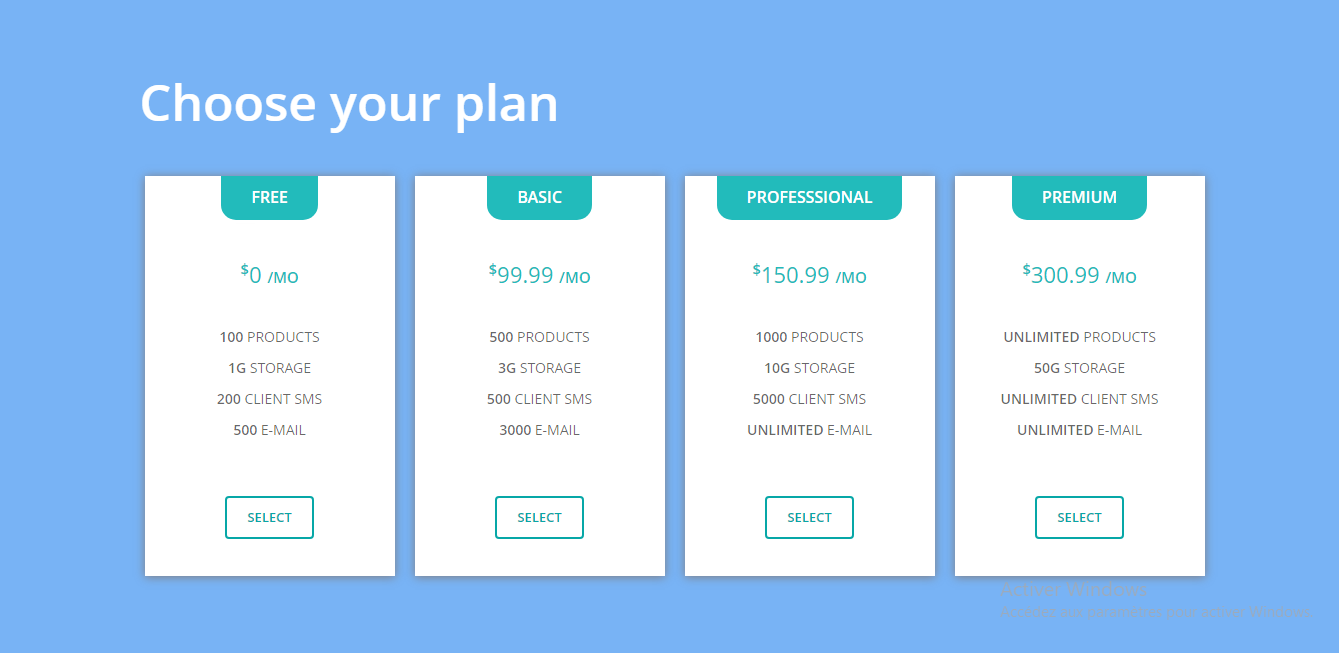 Choose your plan
FREE
$0 /MO
100 PRODUCTS
1G STORAGE
200 CLIENT SMS
500 E-MAIL
SELECT
BASIC
$99.99 /MO
500 PRODUCTS
3G STORAGE
500 CLIENT SMS
3000 E-MAIL
SELECT
PROFESSSIONAL
$150.99 /MO
1000 PRODUCTS
10G STORAGE
5000 CLIENT SMS
UNLIMITED E-MAIL
SELECT
PREMIUM
$300.99 /MO
UNLIMITED PRODUCTS
50G STORAGE
UNLIMITED CLIENT SMS
UNLIMITED E-MAIL
SELECT
Activer Windows
Accédez aux paramètres pour activer Windows.